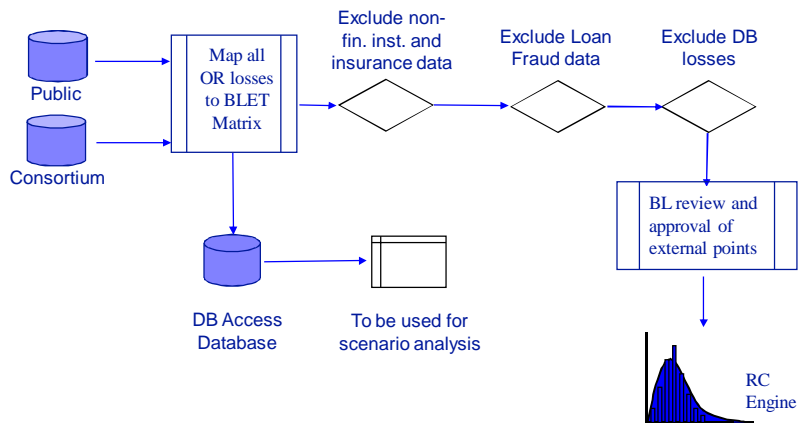 Public
Consortium
Map all
OR losses
to BLET
Matrix
Exclude non-
fin. inst. and
insurance data
Exclude Loan
Fraud data
Exclude DB
losses
BL review and
approval of
external points
DB Access
Database
To be used for
scenario analysis
RC
Engine